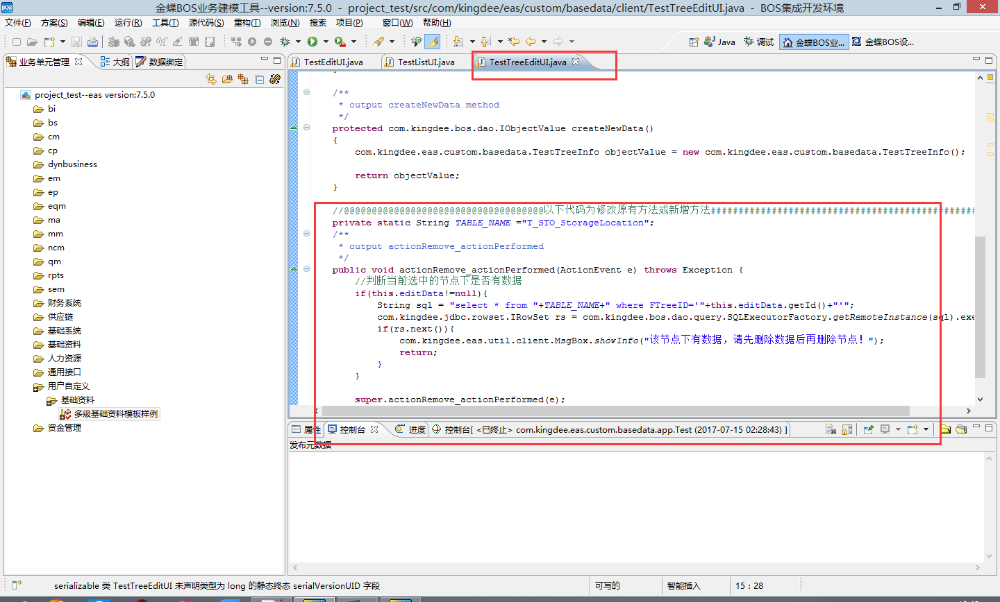 BOS 金蝶BOS业务建模工具--version:7.5.0 - project_test/src/com/kingdee/eas/custom/basedata/client/TestTreeEditUI.java - BOS集成开发环境
文件(F) 方案(S) 编辑(E) 运行(R) 工具(T) 源代码(S) 重构(T) 浏览(N) 搜索 项目(P) 窗口(W) 帮助(H)
Java 调试 金蝶BOS业... 金蝶BOS设...
业务单元管理 大纲 数据绑定
TestEditUI.java TestListUI.java TestTreeEditUI.java
project_test--eas version:7.5.0
bi
bs
cm
cp
dynbusiness
em
ep
eqm
ma
mm
ncm
qm
rpts
sem
财务系统
供应链
基础系统
基础资料
人力资源
通用接口
用户自定义
基础资料
多级基础资料模板样例
资金管理
/**
* output createNewData method
*/
protected com.kingdee.bos.dao.IObjectValue createNewData()
{
com.kingdee.eas.custom.basedata.TestTreeInfo objectValue = new com.kingdee.eas.custom.basedata.TestTreeInfo();
return objectValue;
}
//@@@@@@@@@@@@@@@@@@@@@@@@@@@@@@@@@@@@以下代码为修改原有方法或新增方法################################################
private static String TABLE_NAME ="T_STO_StorageLocation";
/**
* output actionRemove_actionPerformed
*/
public void actionRemove_actionPerformed(ActionEvent e) throws Exception {
//判断当前选中的节点下是否有数据
if(this.editData!=null){
String sql = "select * from "+TABLE_NAME+" where FTreeID='"+this.editData.getId()+"'";
com.kingdee.jdbc.rowset.IRowSet rs = com.kingdee.bos.dao.query.SQLExecutorFactory.getRemoteInstance(sql).exe
if(rs.next()){
com.kingdee.eas.util.client.MsgBox.showInfo("该节点下有数据，请先删除数据后再删除节点！");
return;
}
}
super.actionRemove_actionPerformed(e);
属性 控制台 进度 控制台[ <已终止> com.kingdee.eas.custom.basedata.app.Test (2017-07-15 02:28:43) ]
发布元数据
serializable 类 TestTreeEditUI 未声明类型为 long 的静态终态 serialVersionUID 字段 可写的 智能插入 15 : 28